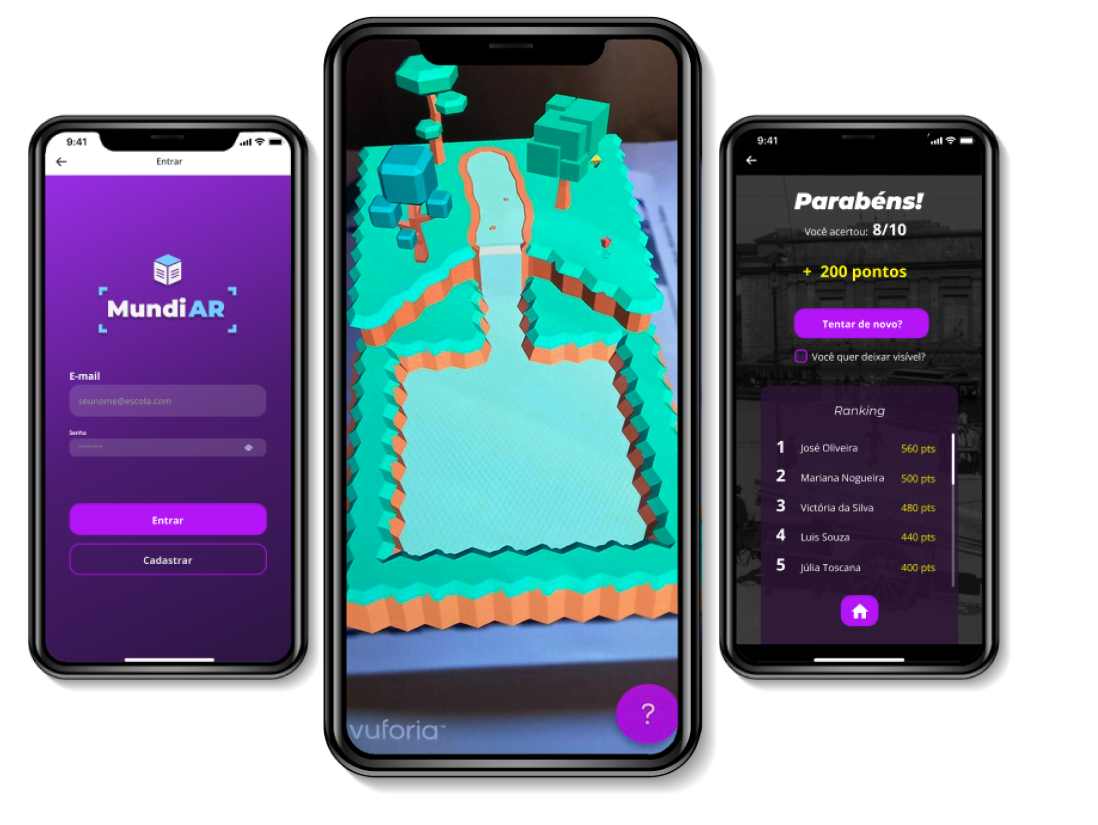 9:41
Entrar
MundiAR
E-mail
seunome@escola.com
Senha
Entrar
Cadastrar
vuforia™
?
9:41
Parabéns!
Você acertou: 8/10
+ 200 pontos
Tentar de novo?
Você quer deixar visível?
Ranking
1 José Oliveira 560 pts
2 Mariana Nogueira 500 pts
3 Victória da Silva 480 pts
4 Luis Souza 440 pts
5 Júlia Toscana 400 pts